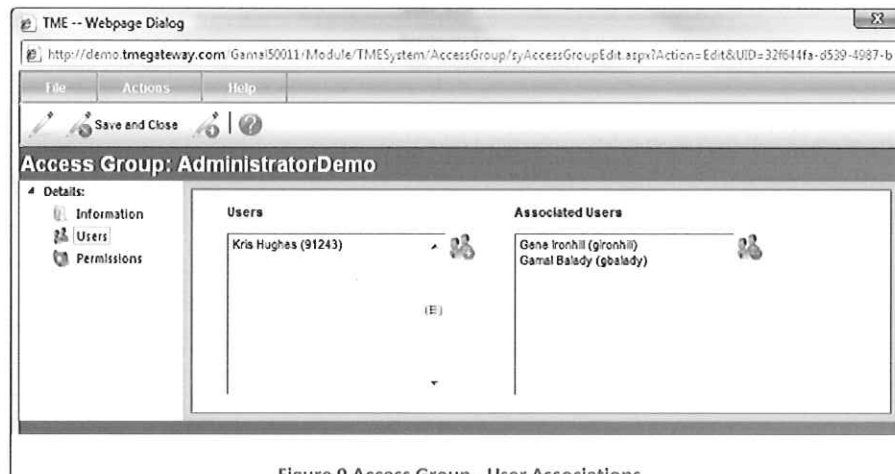 TME -- Webpage Dialog
http://demo.tmegateway.com/Gamal50011/Module/TMESystem/AccessGroup/syAccessGroupEdit.aspx?Action=Edit&UID=32f644fa-d539-4987-b
File Actions Help
Save and Close
Access Group: AdministratorDemo
Details:
Information
Users
Permissions
Users
Kris Hughes (91243)
Associated Users
Gene Ironhill (gironhill)
Gamal Balady (gbalady)
Figure 9 Access Group - User Associations